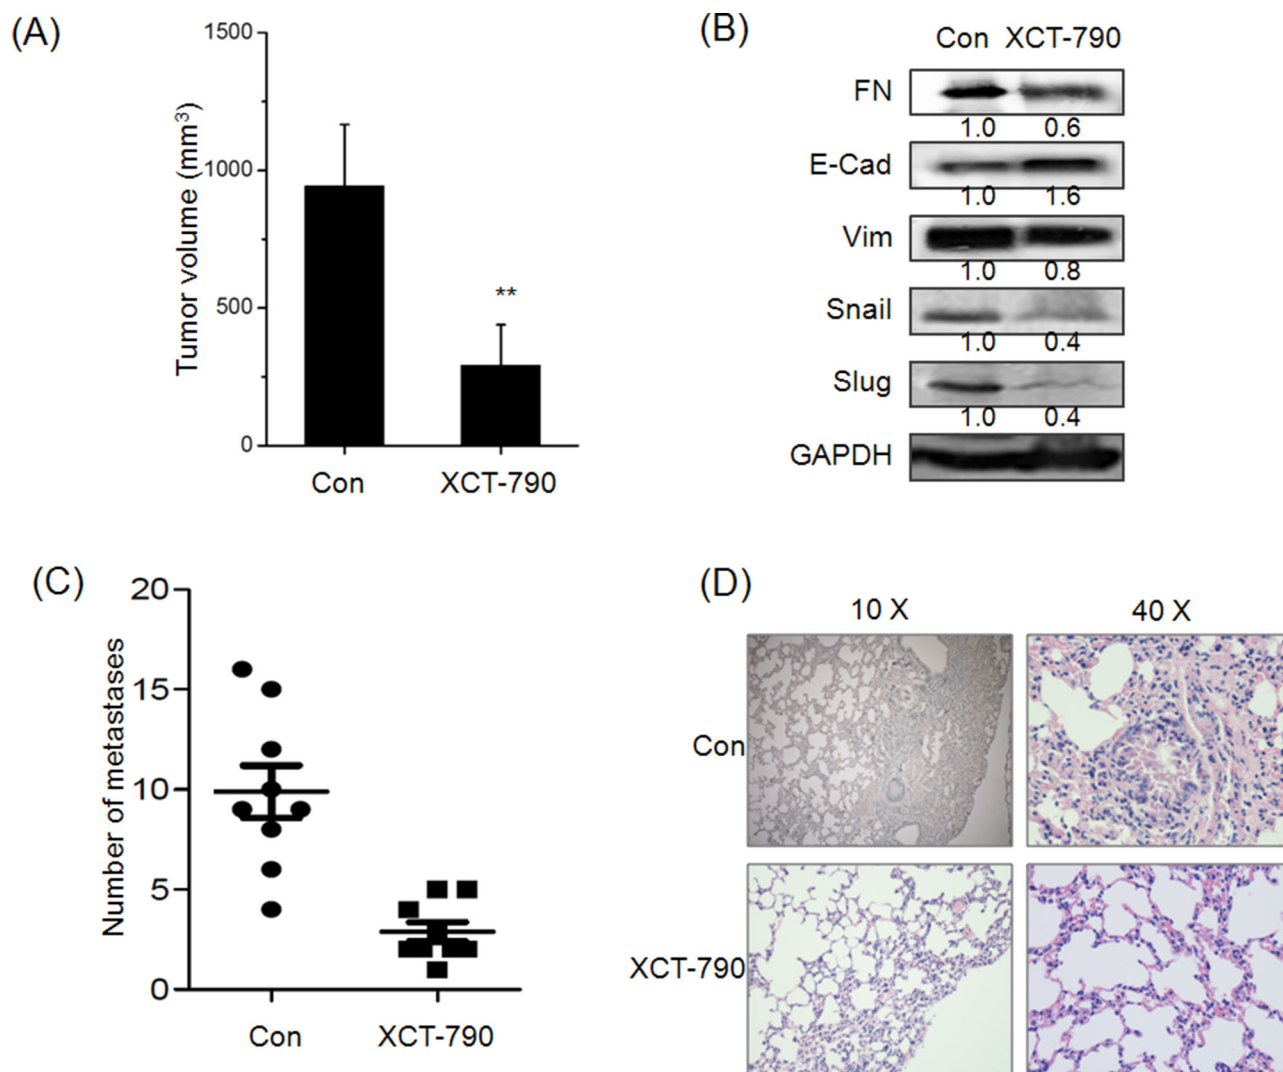 (A)
1500
1000
500
0
Tumor volume (mm³)
**
Con XCT-790
(B)
Con XCT-790
FN
1.0 0.6
E-Cad
1.0 1.6
Vim
1.0 0.8
Snail
1.0 0.4
Slug
1.0 0.4
GAPDH
(C)
20
15
10
5
0
Number of metastases
Con XCT-790
(D)
10 X 40 X
Con
XCT-790